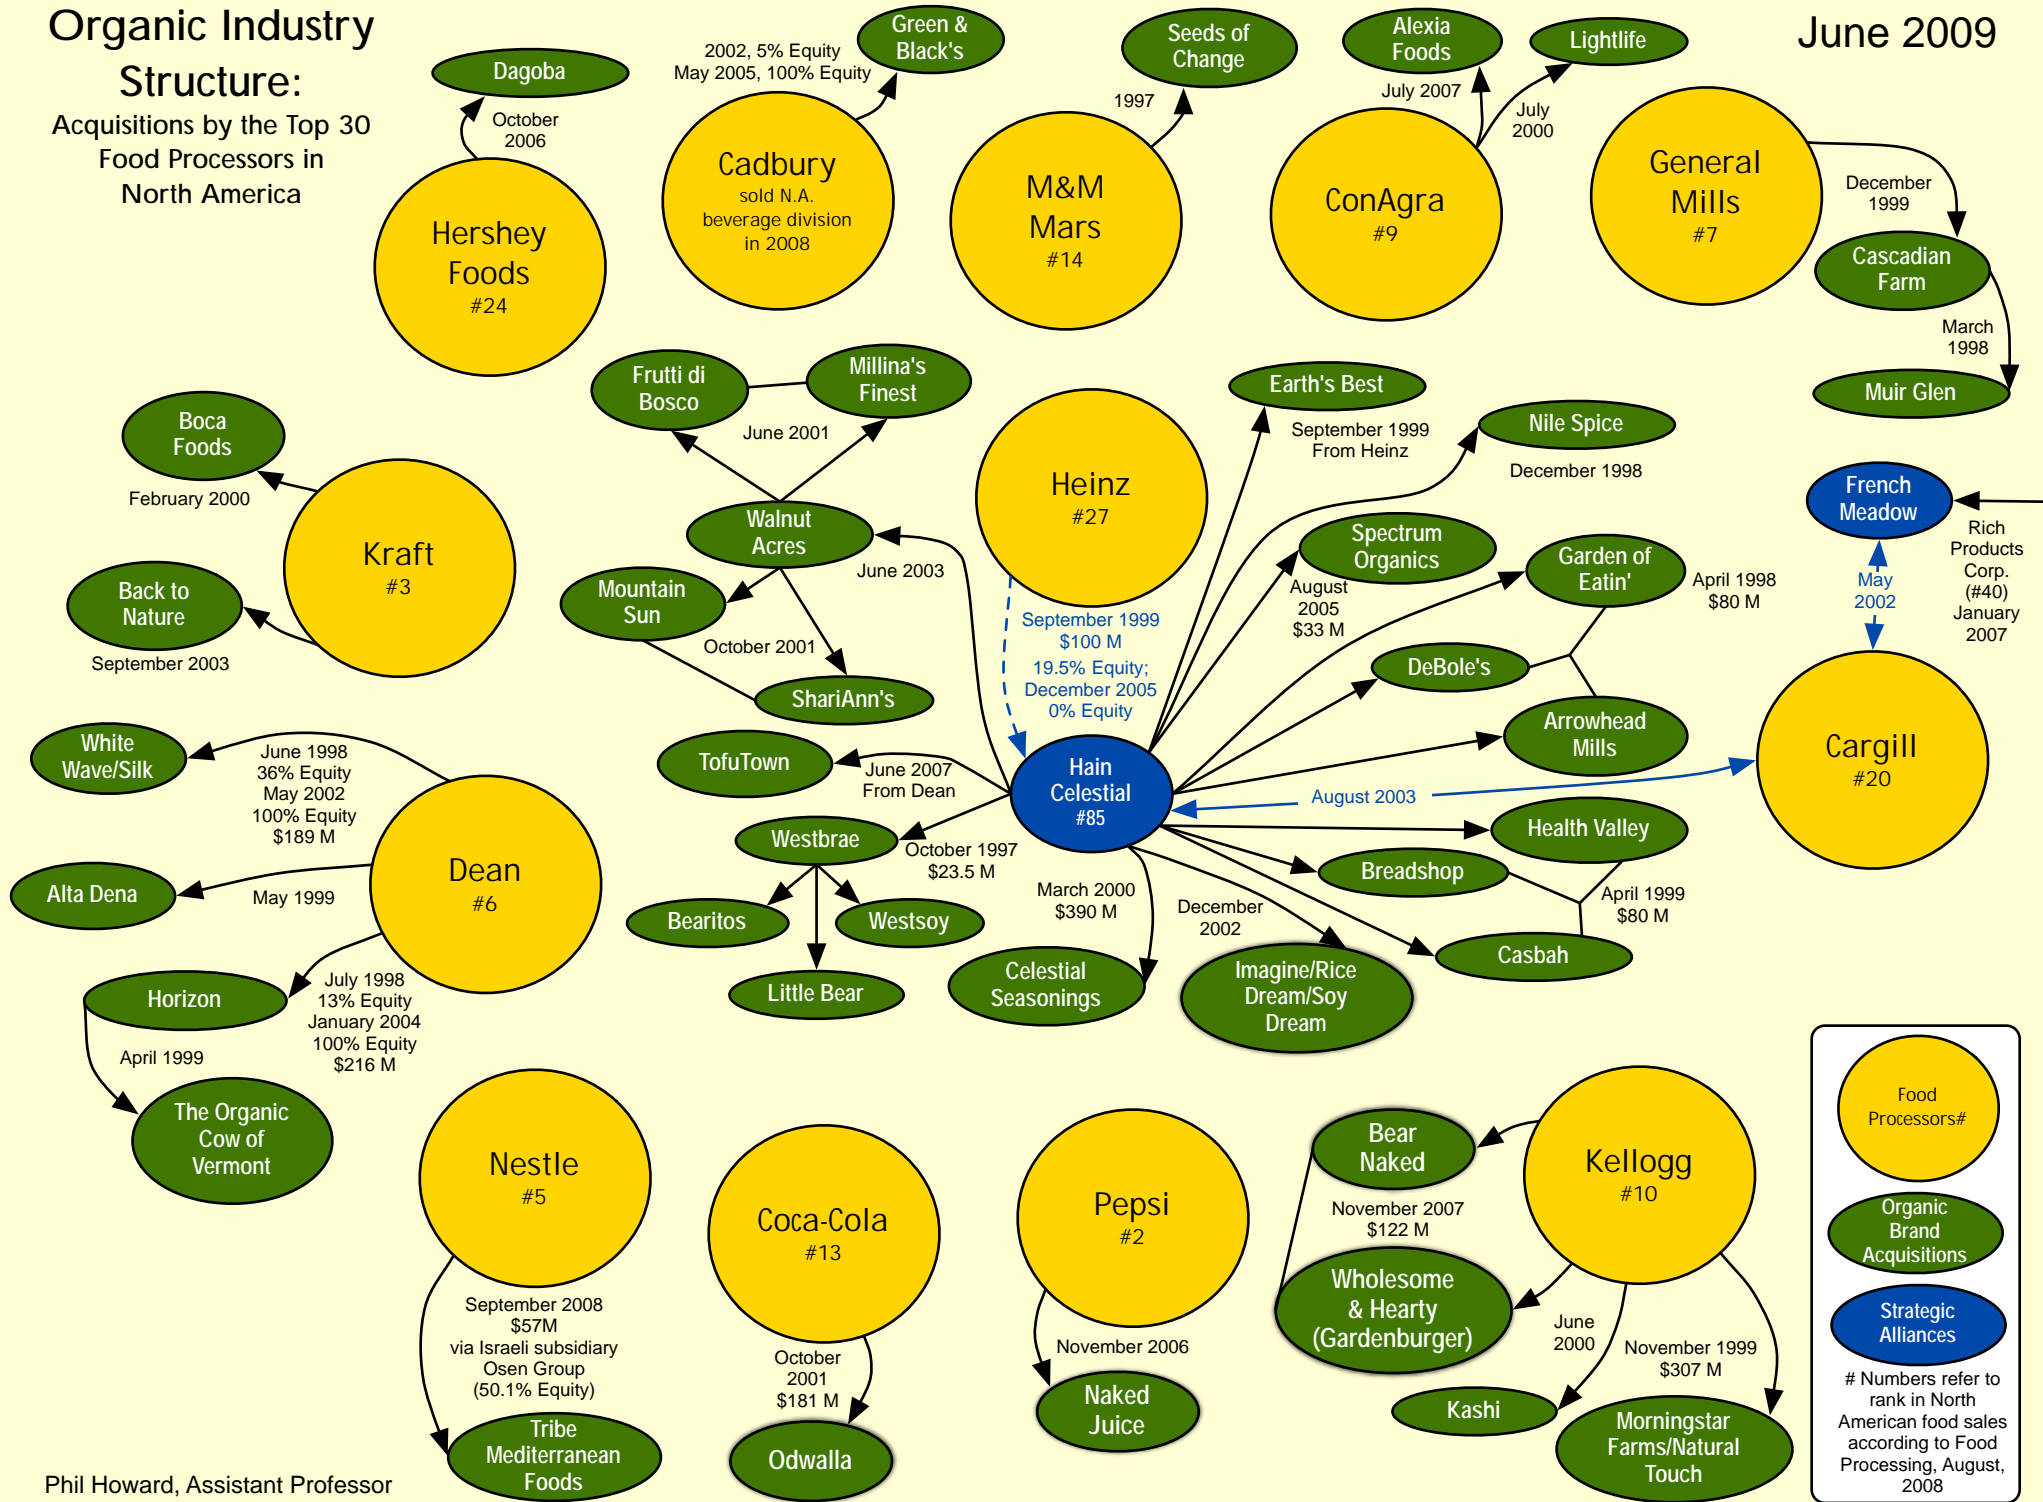 Organic Industry
Structure:
Acquisitions by the Top 30
Food Processors in
North America
June 2009
Dagoba
October
2006
Hershey
Foods
#24
2002, 5% Equity
May 2005, 100% Equity
Green &
Black's
Cadbury
sold N.A.
beverage division
in 2008
Seeds of
Change
1997
M&M
Mars
#14
Alexia
Foods
Lightlife
July 2007
July
2000
ConAgra
#9
General
Mills
#7
December
1999
Cascadian
Farm
March
1998
Muir Glen
Boca
Foods
February 2000
Kraft
#3
Back to
Nature
September 2003
Frutti di
Bosco
Millina's
Finest
June 2001
Walnut
Acres
June 2003
Mountain
Sun
October 2001
ShariAnn's
Heinz
#27
September 1999
$100 M
19.5% Equity;
December 2005
0% Equity
Earth's Best
September 1999
From Heinz
Nile Spice
December 1998
Spectrum
Organics
August
2005
$33 M
Garden of
Eatin'
April 1998
$80 M
DeBole's
Arrowhead
Mills
French
Meadow
Rich
Products
Corp.
(#40)
January
2007
May
2002
Cargill
#20
August 2003
White
Wave/Silk
June 1998
36% Equity
May 2002
100% Equity
$189 M
Dean
#6
Alta Dena
May 1999
Horizon
July 1998
13% Equity
January 2004
100% Equity
$216 M
April 1999
The Organic
Cow of
Vermont
TofuTown
June 2007
From Dean
Hain
Celestial
#85
Westbrae
October 1997
$23.5 M
Bearitos
Westsoy
Little Bear
March 2000
$390 M
Celestial
Seasonings
December
2002
Imagine/Rice
Dream/Soy
Dream
Health Valley
Breadshop
April 1999
$80 M
Casbah
Nestle
#5
September 2008
$57M
via Israeli subsidiary
Osen Group
(50.1% Equity)
Tribe
Mediterranean
Foods
Coca-Cola
#13
October
2001
$181 M
Odwalla
Pepsi
#2
November 2006
Naked
Juice
Bear
Naked
Kellogg
#10
November 2007
$122 M
Wholesome
& Hearty
(Gardenburger)
June
2000
Kashi
November 1999
$307 M
Morningstar
Farms/Natural
Touch
Food
Processors#
Organic
Brand
Acquisitions
Strategic
Alliances
# Numbers refer to
rank in North
American food sales
according to Food
Processing, August,
2008
Phil Howard, Assistant Professor